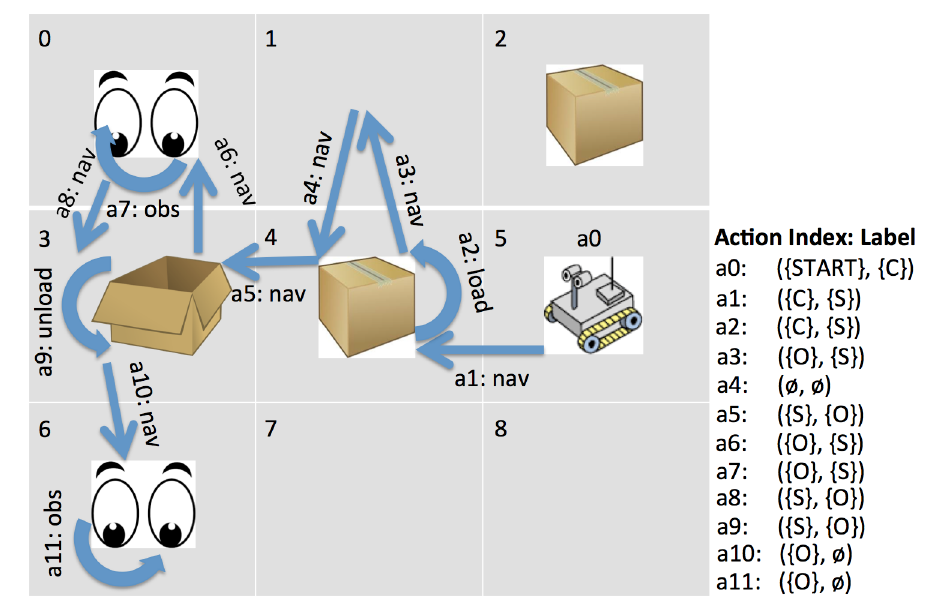 0
1
2
a8: nav
a7: obs
a6: nav
a4: nav
a3: nav
3
4
5
a0
a9: unload
a5: nav
a2: load
a1: nav
a10: nav
6
7
8
a11: obs
Action Index: Label
a0: ({START}, {C})
a1: ({C}, {S})
a2: ({C}, {S})
a3: ({O}, {S})
a4: (ø, ø)
a5: ({S}, {O})
a6: ({O}, {S})
a7: ({O}, {S})
a8: ({S}, {O})
a9: ({S}, {O})
a10: ({O}, ø)
a11: ({O}, ø)